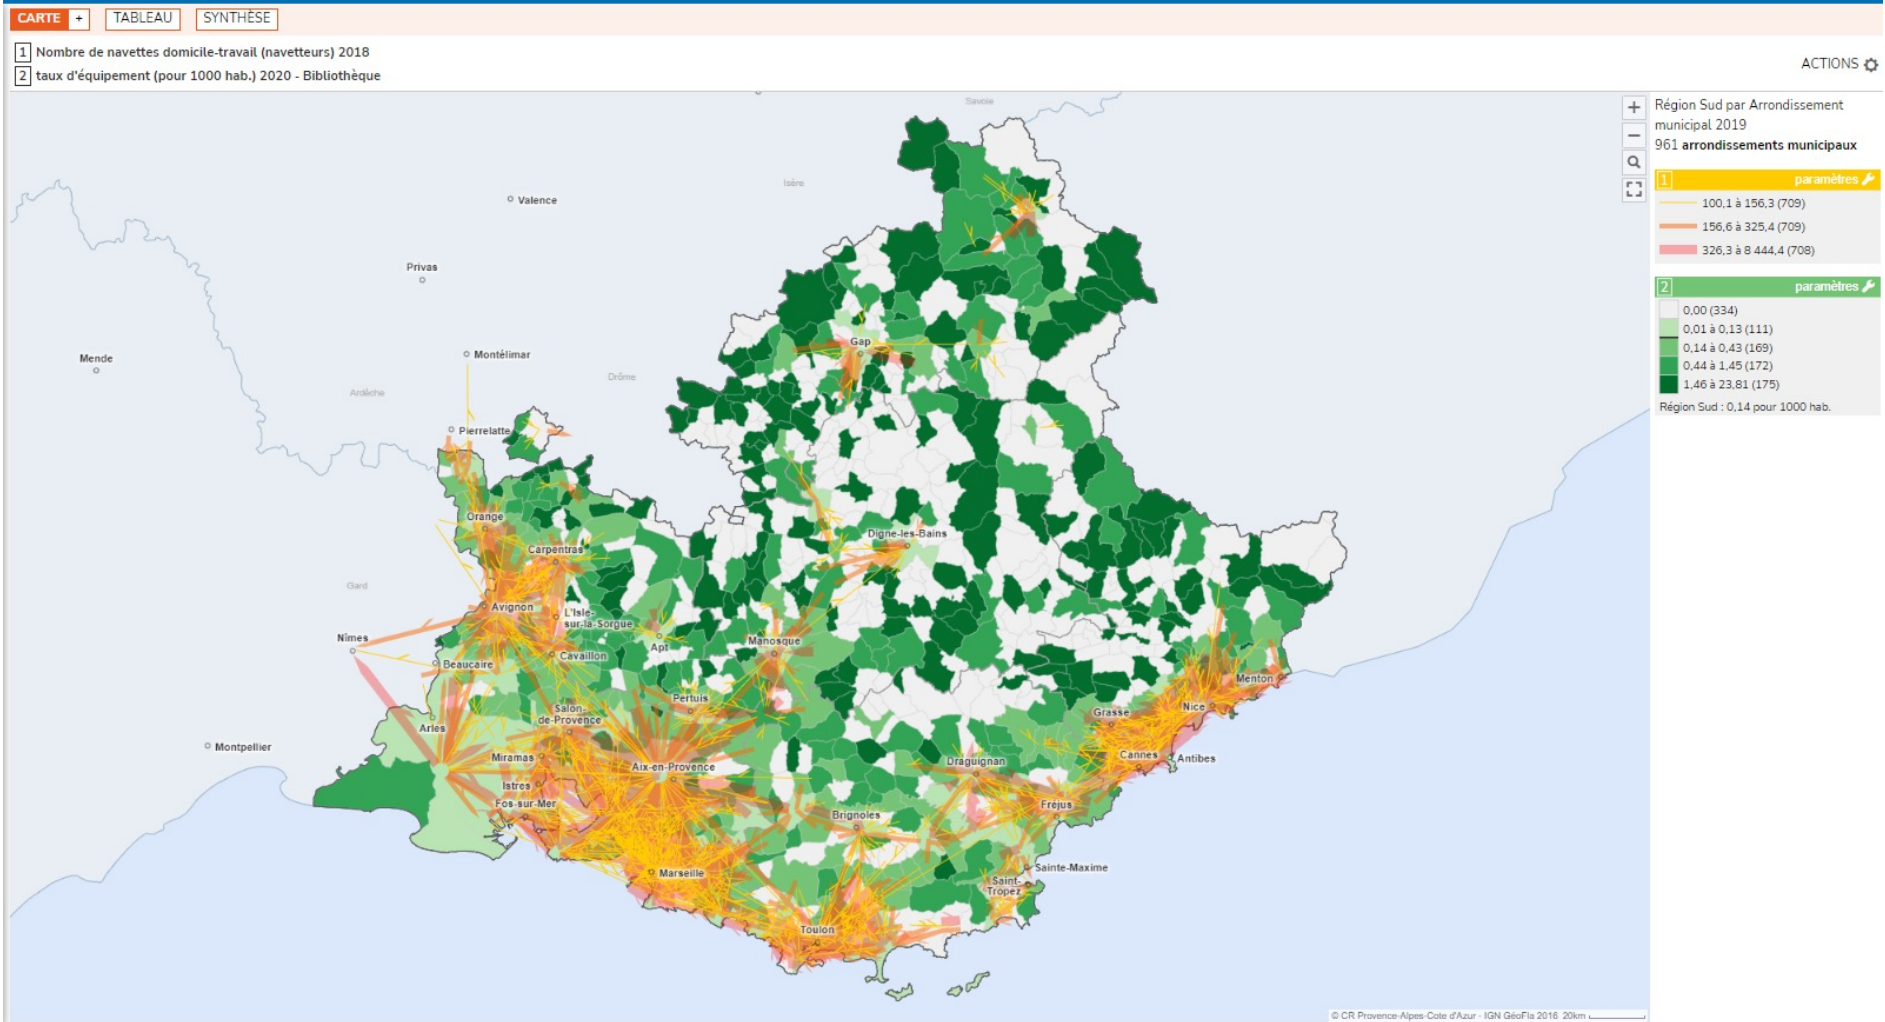 CARTE + TABLEAU SYNTHÈSE
1 Nombre de navettes domicile-travail (navetteurs) 2018
2 taux d'équipement (pour 1000 hab.) 2020 - Bibliothèque
ACTIONS
Région Sud par Arrondissement
municipal 2019
961 arrondissements municipaux
1 paramètres
100,1 à 156,3 (709)
156,6 à 325,4 (709)
326,3 à 8 444,4 (708)
2 paramètres
0,00 (334)
0,01 à 0,13 (111)
0,14 à 0,43 (169)
0,44 à 1,45 (172)
1,46 à 23,81 (175)
Région Sud : 0,14 pour 1000 hab.
+
−
Savoie
Isère
Valence
Privas
Gap
Mende
Montélimar
Drôme
Ardèche
Pierrelatte
Orange
Digne-les-Bains
Carpentras
Gard
Avignon
L'Isle-
sur-la-Sorgue
Nîmes
Apt
Manosque
Cavaillon
Beaucaire
Menton
Pertuis
Nice
Salon-
de-Provence
Grasse
Arles
Montpellier
Miramas
Aix-en-Provence
Draguignan
Cannes
Antibes
Istres
Fos-sur-Mer
Fréjus
Brignoles
Sainte-Maxime
Marseille
Saint-
Tropez
Toulon
© CR Provence-Alpes-Cote d'Azur - IGN GéoFla 2016 20km